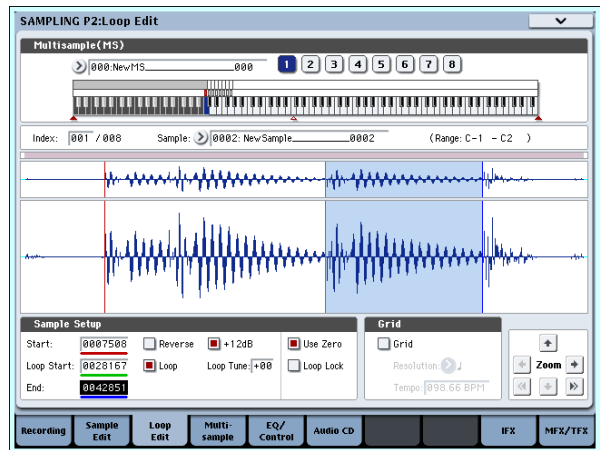 SAMPLING P2:Loop Edit
Multisample(MS)
000:NewMS 000 1 2 3 4 5 6 7 8
Index: 001 /008 Sample: 0002: NewSample 0002 (Range: C-1 - C2 )
Sample Setup Grid
Start: 0007508 Reverse +12dB Use Zero Grid
Loop Start: 0028167 Loop Loop Tune: +00 Loop Lock Resolution: Zoom
End: 0042851 Tempo: 098.66 BPM
Recording Sample Edit Loop Edit Multi-sample EQ/Control Audio CD IFX MFX/TFX